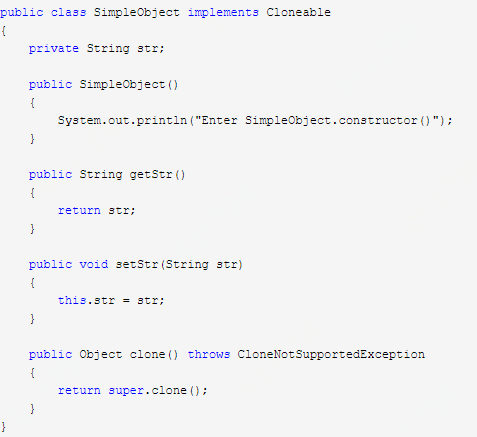 public class SimpleObject implements Cloneable
{
    private String str;

    public SimpleObject()
    {
        System.out.println("Enter SimpleObject.constructor()");
    }

    public String getStr()
    {
        return str;
    }

    public void setStr(String str)
    {
        this.str = str;
    }

    public Object clone() throws CloneNotSupportedException
    {
        return super.clone();
    }
}